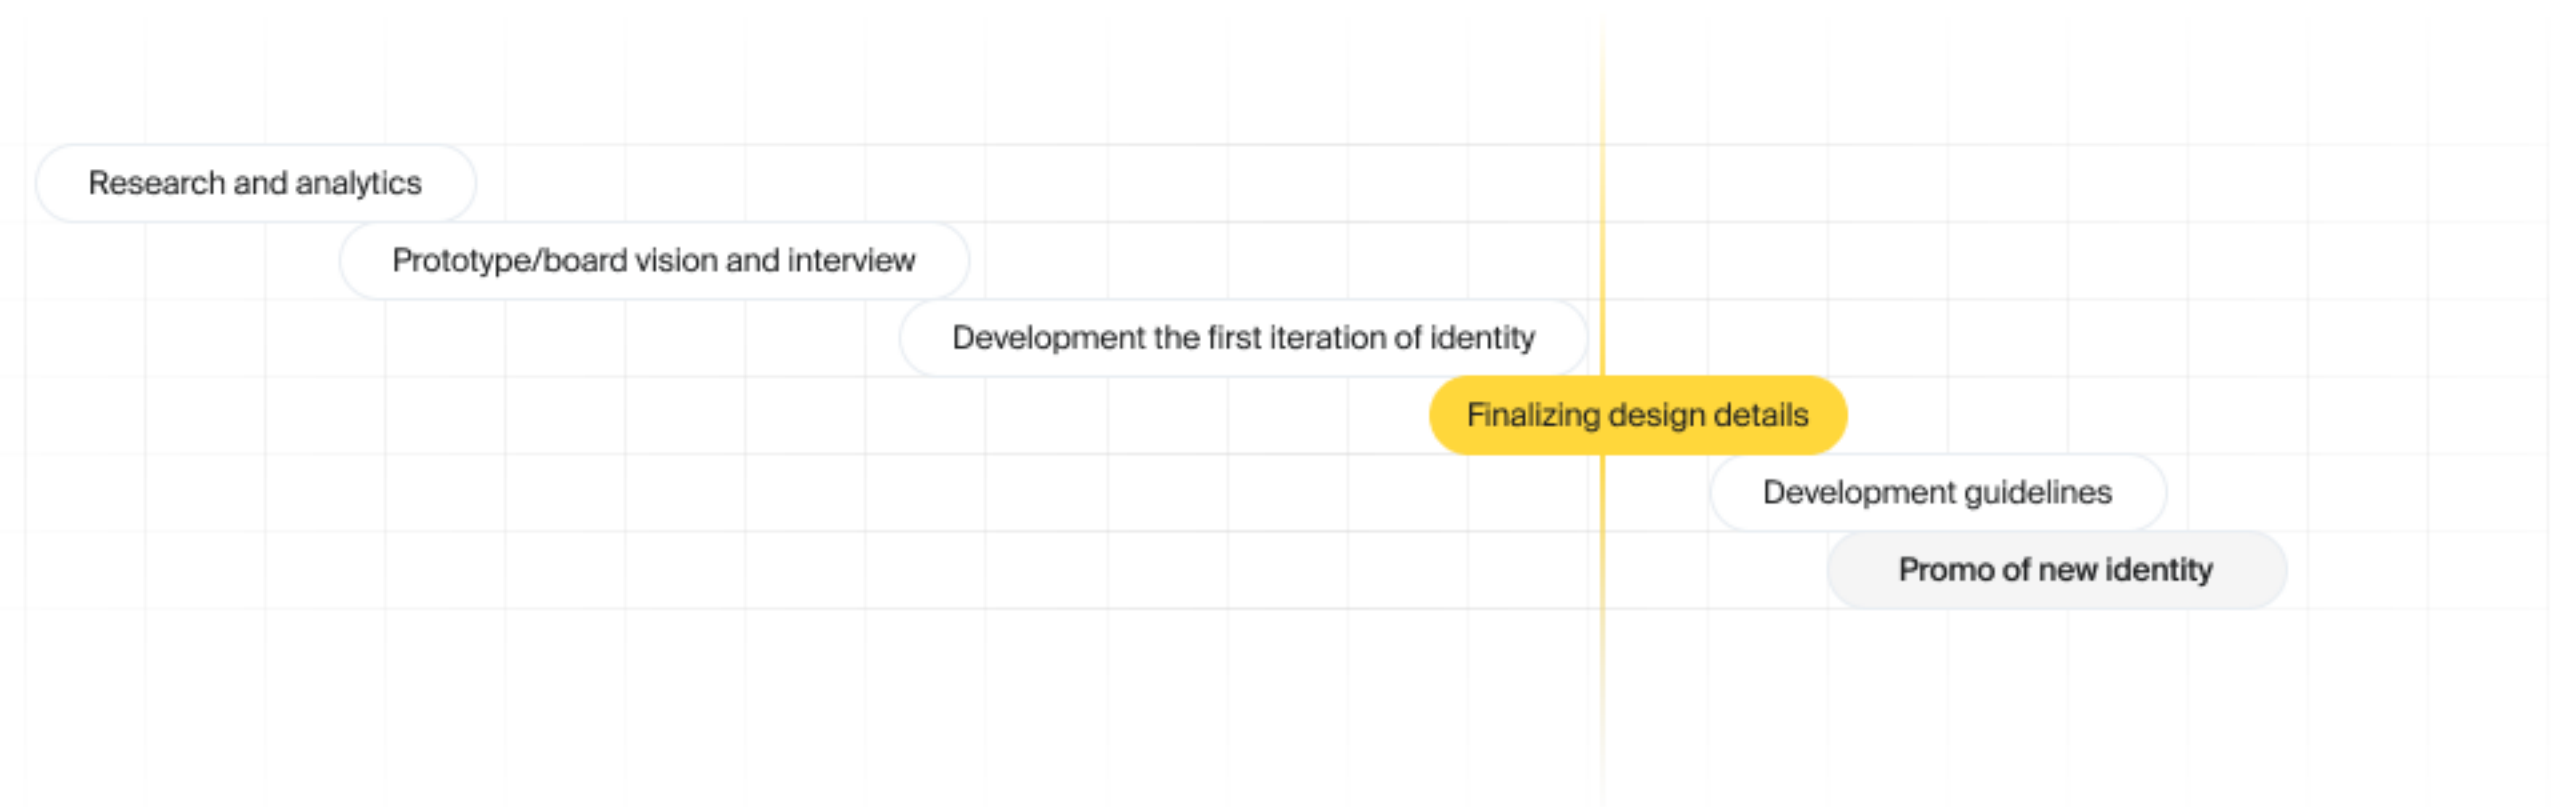 Research and analytics
Prototype/board vision and interview
Development the first iteration of identity
Finalizing design details
Development guidelines
Promo of new identity